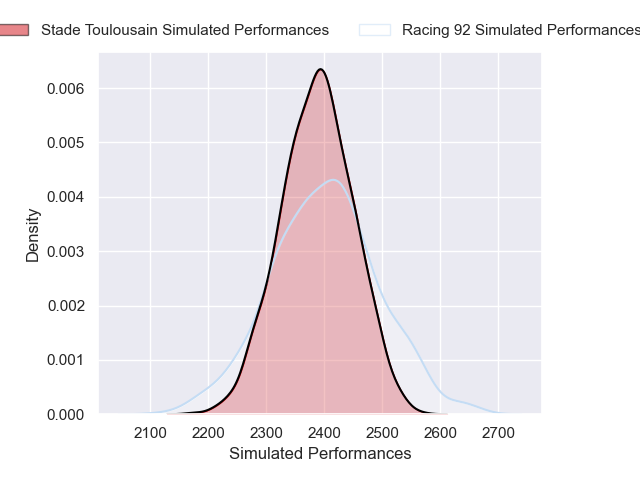 Stade Toulousain Simulated Performances
Racing 92 Simulated Performances
0.006
0.005
0.004
0.003
0.002
0.001
0.000
Density
2100 2200 2300 2400 2500 2600 2700
Simulated Performances